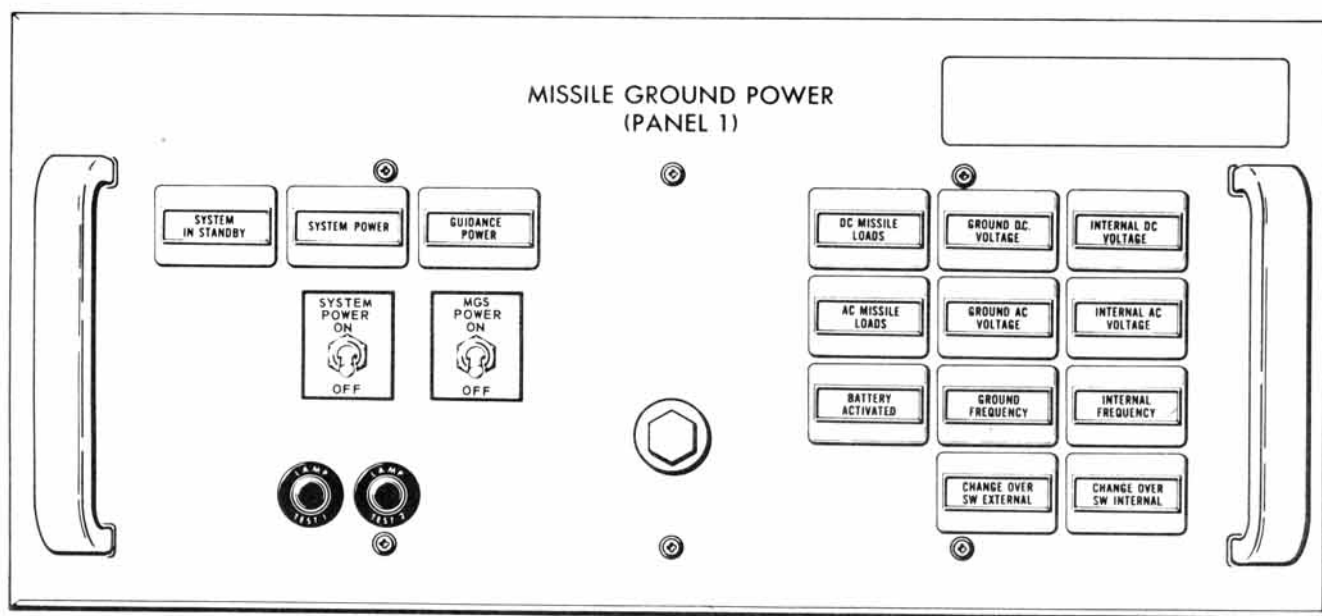 MISSILE GROUND POWER
(PANEL 1)
SYSTEM
IN STANDBY
SYSTEM POWER
GUIDANCE
POWER
SYSTEM
POWER
ON
OFF
MGS
POWER
ON
OFF
LAMP
TEST 1
LAMP
TEST 2
DC MISSILE
LOADS
GROUND D.C.
VOLTAGE
INTERNAL DC
VOLTAGE
AC MISSILE
LOADS
GROUND AC
VOLTAGE
INTERNAL AC
VOLTAGE
BATTERY
ACTIVATED
GROUND
FREQUENCY
INTERNAL
FREQUENCY
CHANGE OVER
SW EXTERNAL
CHANGE OVER
SW INTERNAL